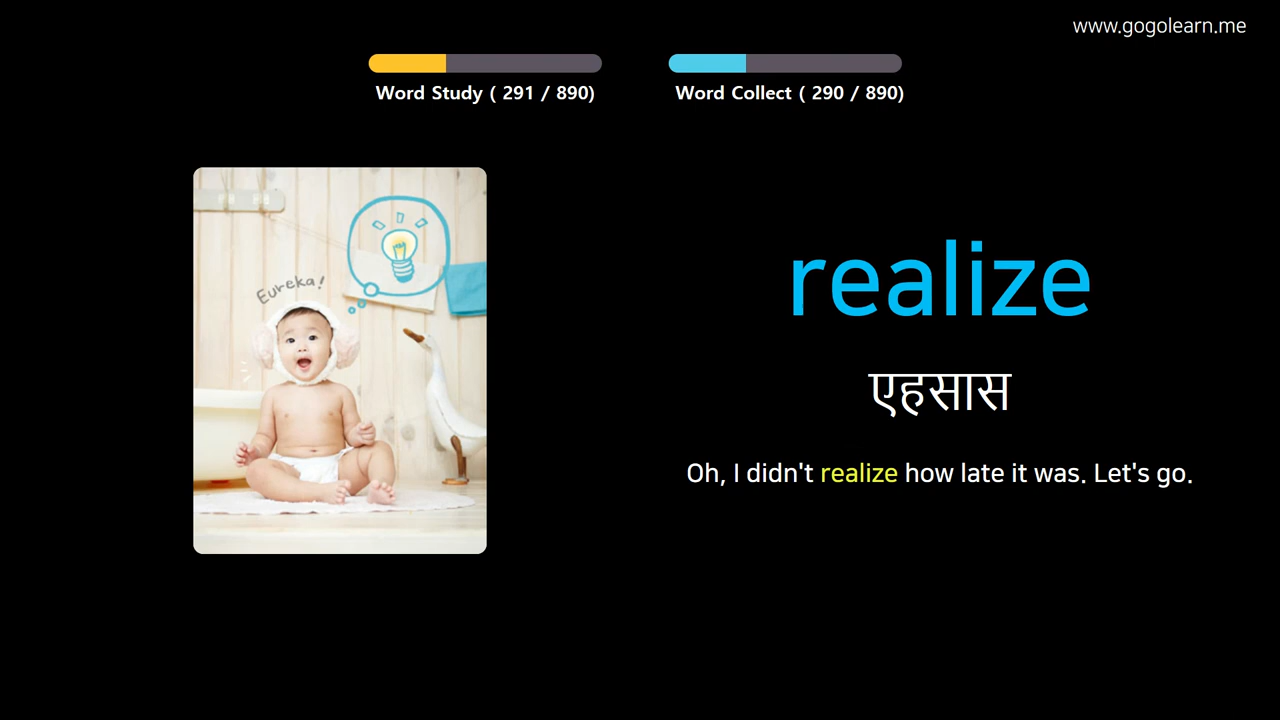 www.gogolearn.me
Word Study ( 291 / 890)
Word Collect ( 290 / 890)
Eureka!
realize
एहसास
Oh, I didn't realize how late it was. Let's go.